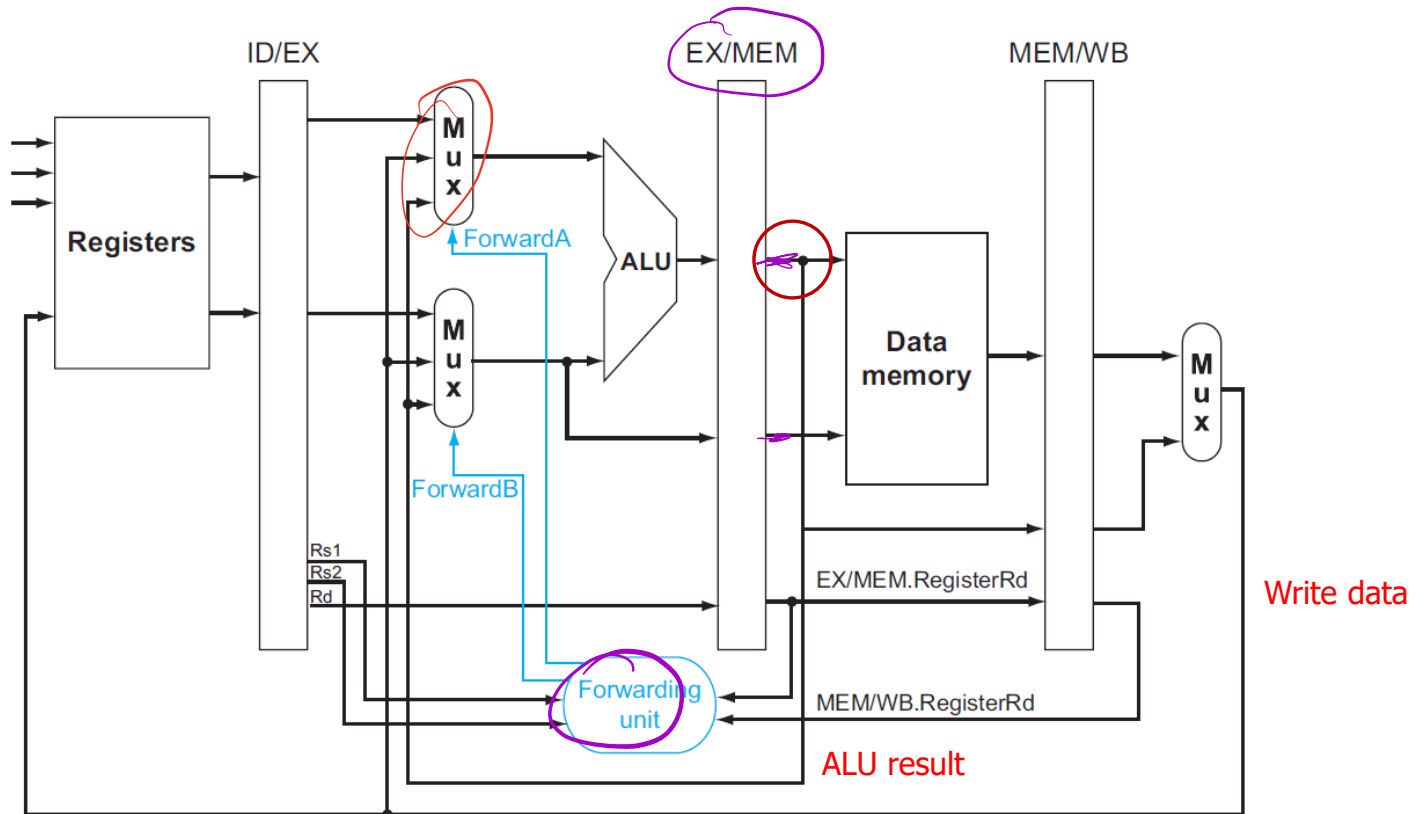 ID/EX
EX/MEM
MEM/WB
M
u
x
Registers
ForwardA
ALU
M
u
x
Data
memory
M
u
x
ForwardB
Rs1
Rs2
Rd
EX/MEM.RegisterRd
Write data
Forwarding
unit
MEM/WB.RegisterRd
ALU result